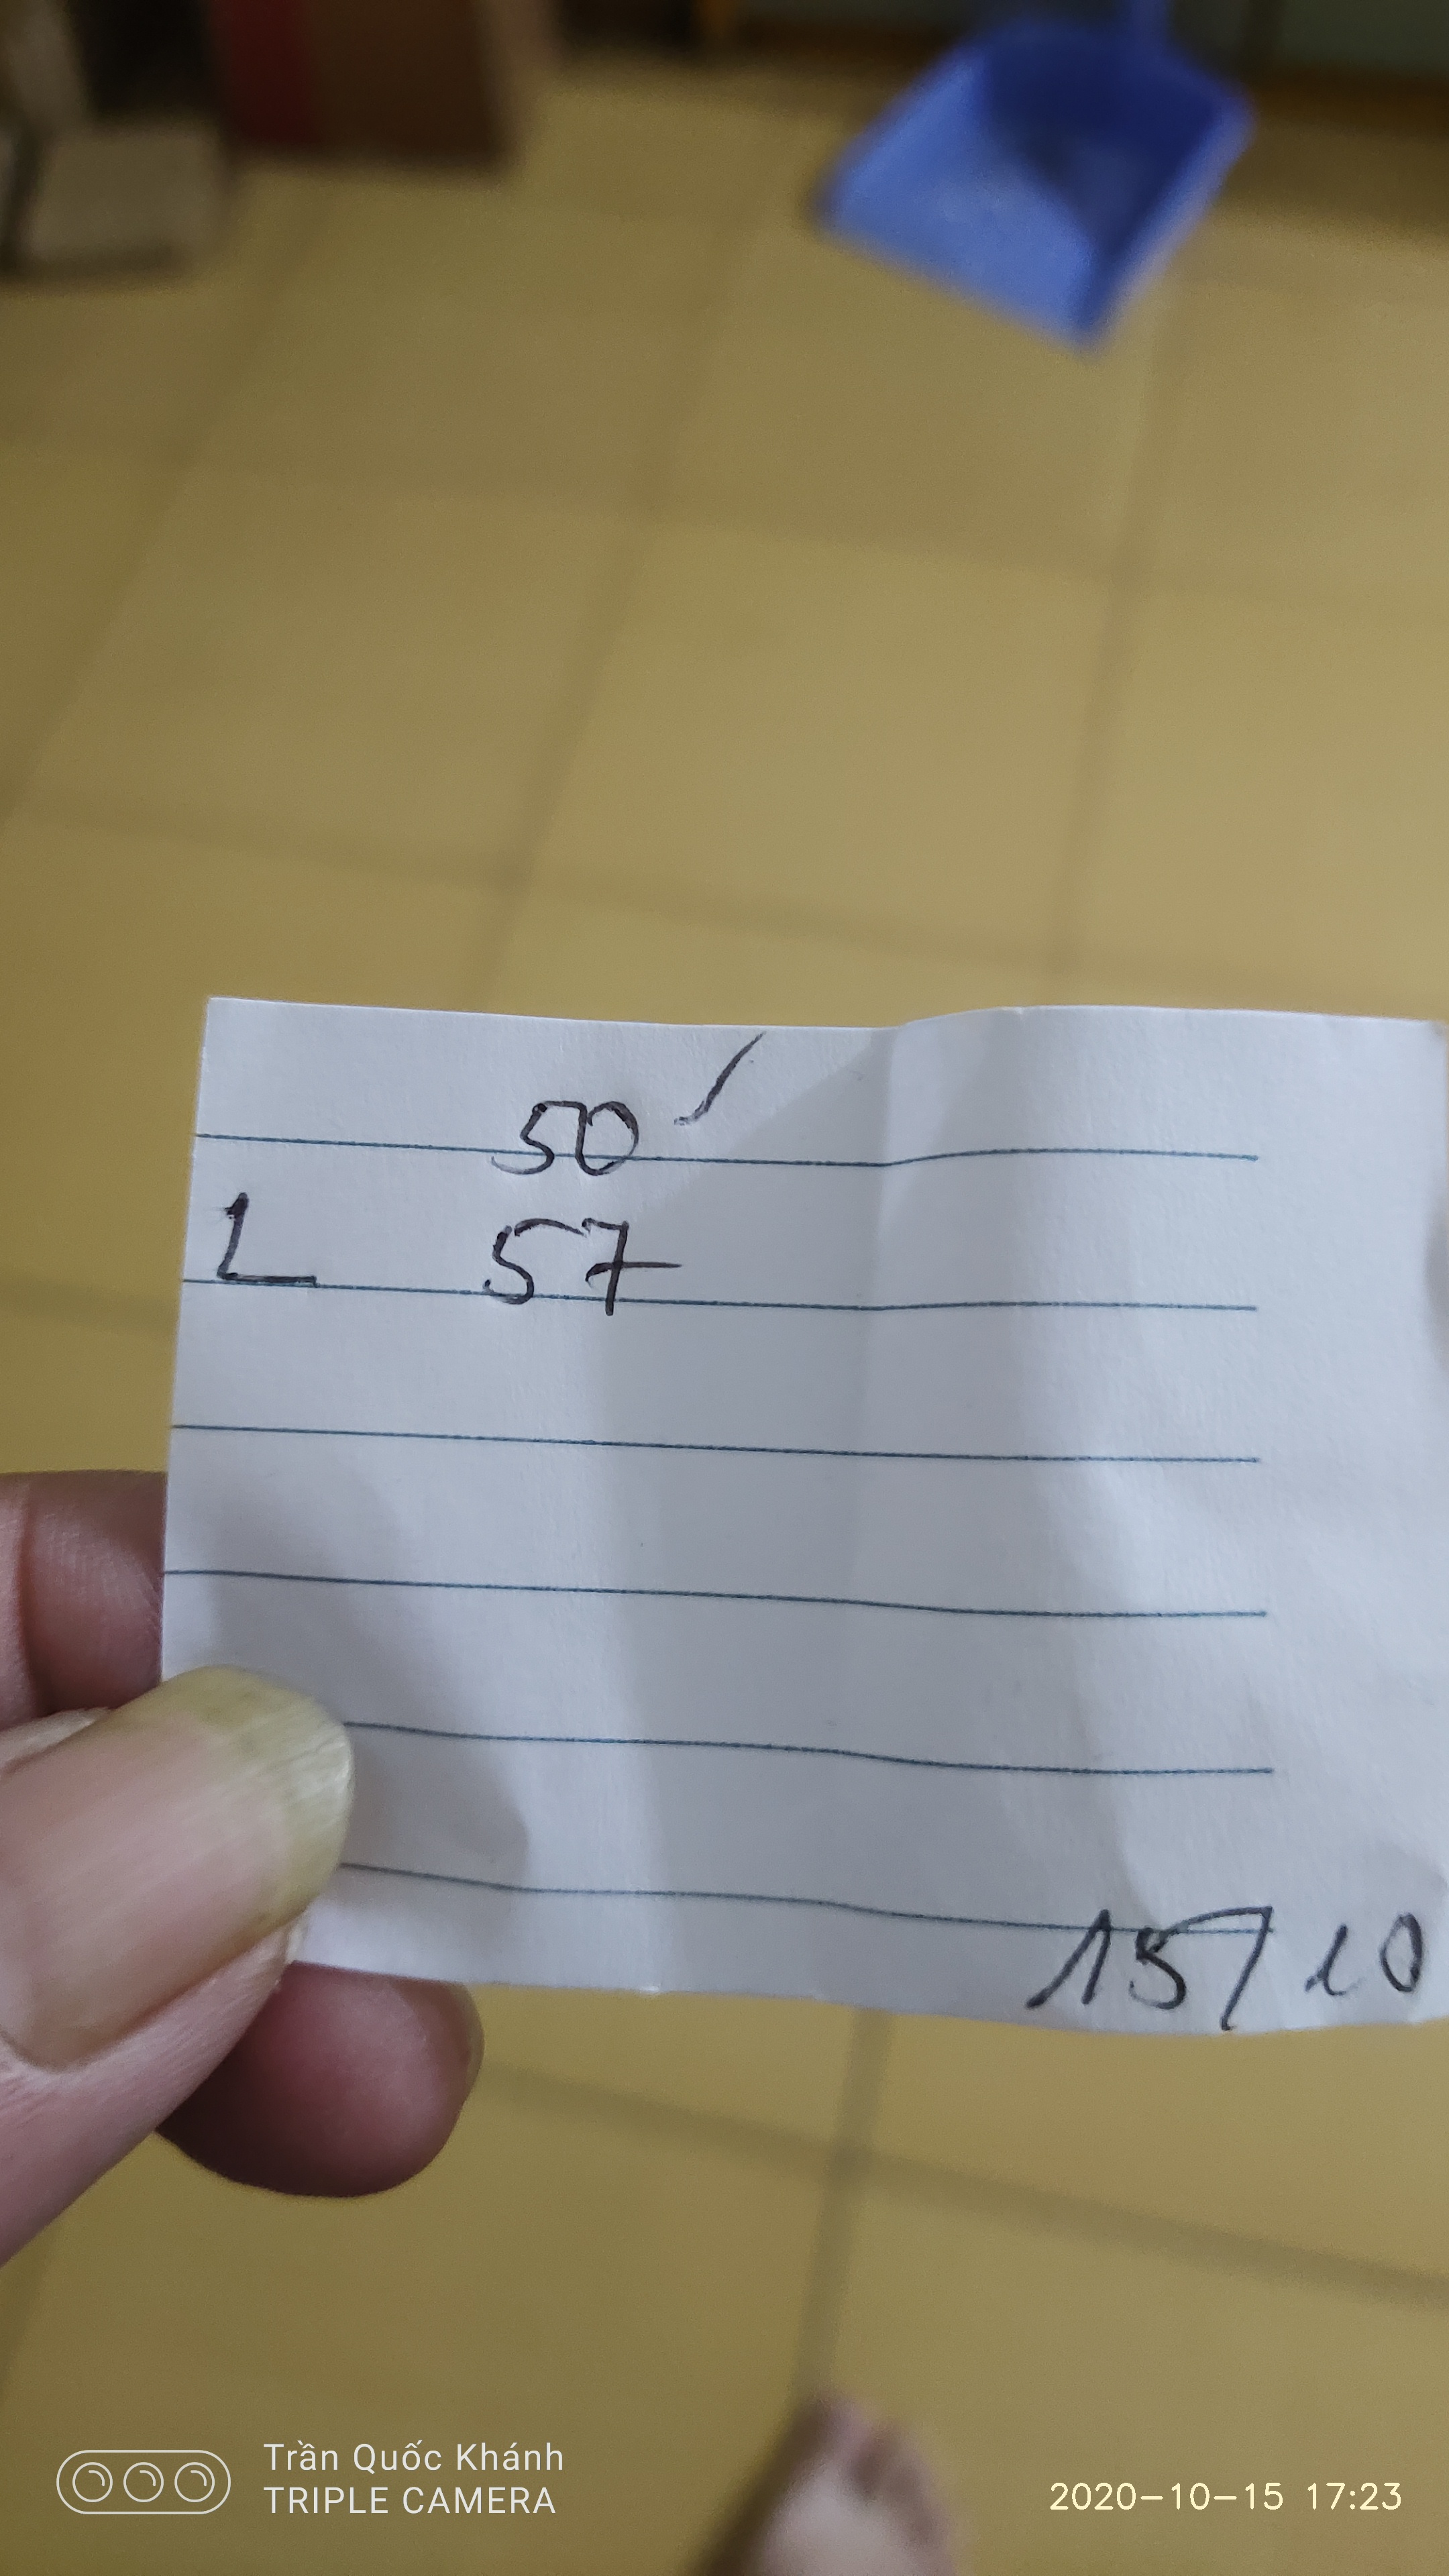 50 /
L 57
15/10
Trần Quốc Khánh
TRIPLE CAMERA
2020-10-15 17:23